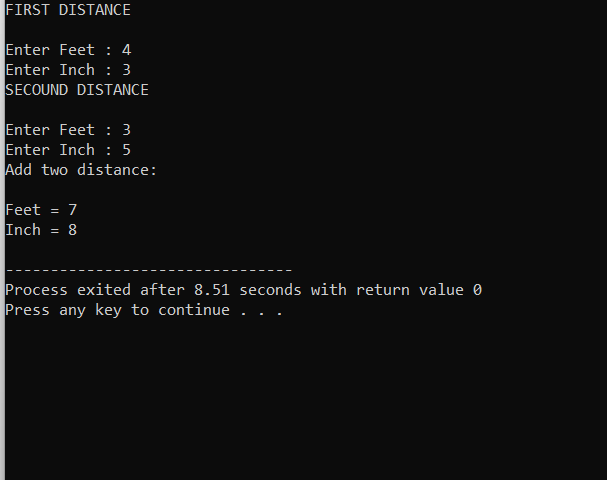 FIRST DISTANCE
Enter Feet : 4
Enter Inch : 3
SECOUND DISTANCE
Enter Feet : 3
Enter Inch : 5
Add two distance:
Feet = 7
Inch = 8
--------------------------------
Process exited after 8.51 seconds with return value 0
Press any key to continue . . .